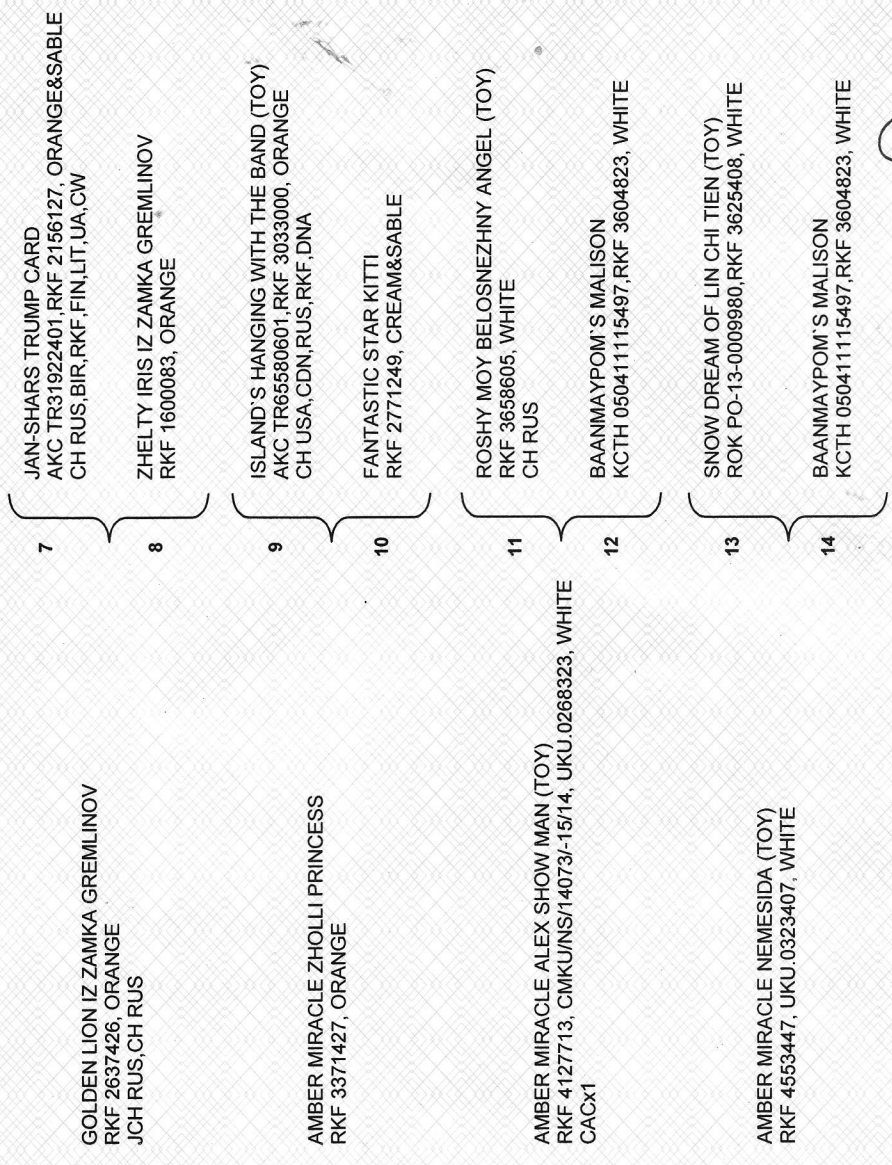 GOLDEN LION IZ ZAMKA GREMLINOV
RKF 2637426, ORANGE
JCH RUS,CH RUS
7
JAN-SHARS TRUMP CARD
AKC TR31922401,RKF 2156127, ORANGE&SABLE
CH RUS,BIR,RKF,FIN,LIT,UA,CW
8
ZHELTY IRIS IZ ZAMKA GREMLINOV
RKF 1600083, ORANGE
AMBER MIRACLE ZHOLLI PRINCESS
RKF 3371427, ORANGE
9
ISLAND`S HANGING WITH THE BAND (TOY)
AKC TR65580601,RKF 3033000, ORANGE
CH USA,CDN,RUS,RKF,DNA
10
FANTASTIC STAR KITTI
RKF 2771249, CREAM&SABLE
AMBER MIRACLE ALEX SHOW MAN (TOY)
RKF 4127713, CMKU/NS/14073/-15/14, UKU.0268323, WHITE
CACx1
11
ROSHY MOY BELOSNEZHNY ANGEL (TOY)
RKF 3658605, WHITE
CH RUS
12
BAANMAYPOM`S MALISON
KCTH 050411115497,RKF 3604823, WHITE
AMBER MIRACLE NEMESIDA (TOY)
RKF 4553447, UKU.0323407, WHITE
13
SNOW DREAM OF LIN CHI TIEN (TOY)
ROK PO-13-0009980,RKF 3625408, WHITE
14
BAANMAYPOM`S MALISON
KCTH 050411115497,RKF 3604823, WHITE